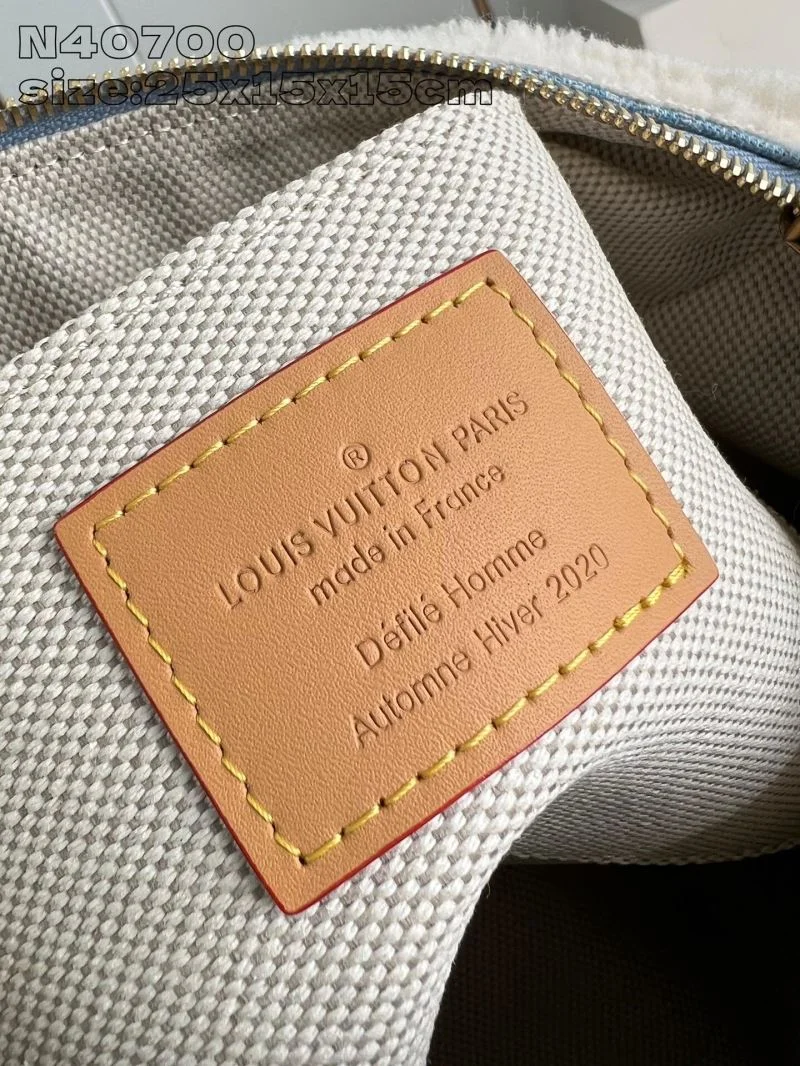 N40700
size:25x15x15cm
®
LOUIS VUITTON PARIS
made in France
Défilé Homme
Automne Hiver 2020